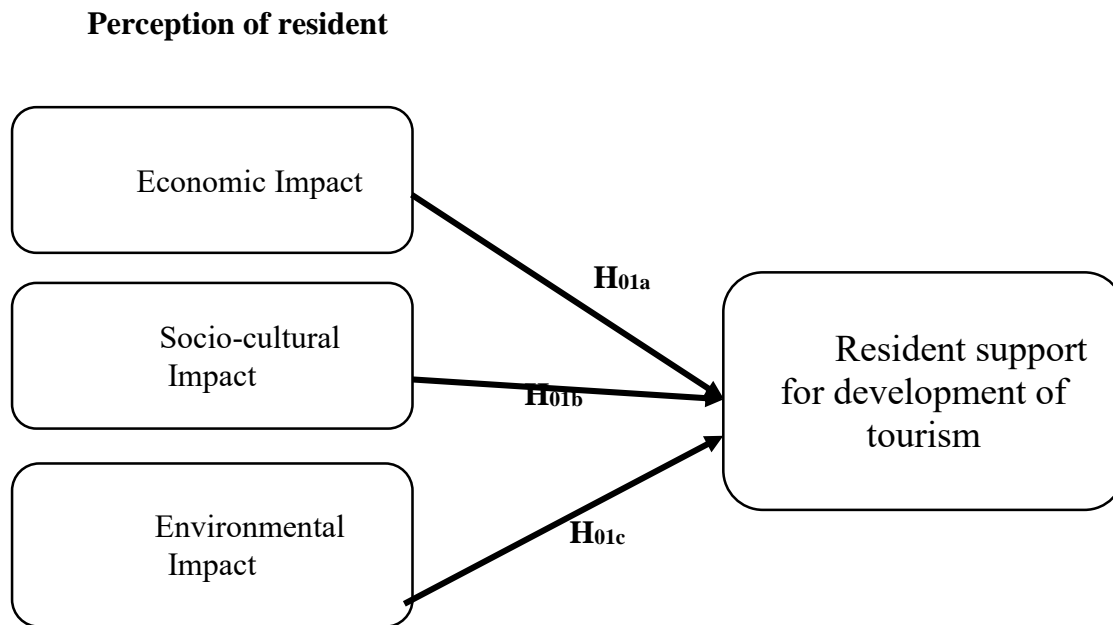 Perception of resident
Economic Impact
H01a
Socio-cultural
Impact
H01b
Resident support
for development of
tourism
Environmental
Impact
H01c